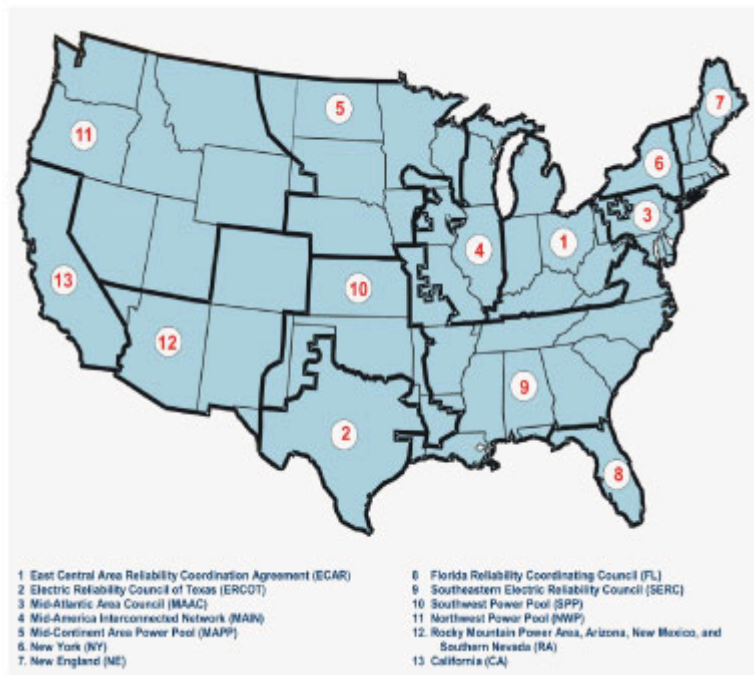 5
7
11
6
3
4
1
13
10
12
9
2
8
1 East Central Area Reliability Coordination Agreement (ECAR)
2 Electric Reliability Council of Texas (ERCOT)
3 Mid-Atlantic Area Council (MAAC)
4 Mid-America Interconnected Network (MAIN)
5 Mid-Continent Area Power Pool (MAPP)
6. New York (NY)
7. New England (NE)
8 Florida Reliability Coordinating Council (FL)
9 Southeastern Electric Reliability Council (SERC)
10 Southwest Power Pool (SPP)
11 Northwest Power Pool (NWP)
12. Rocky Mountain Power Area, Arizona, New Mexico, and
Southern Nevada (RA)
13 California (CA)